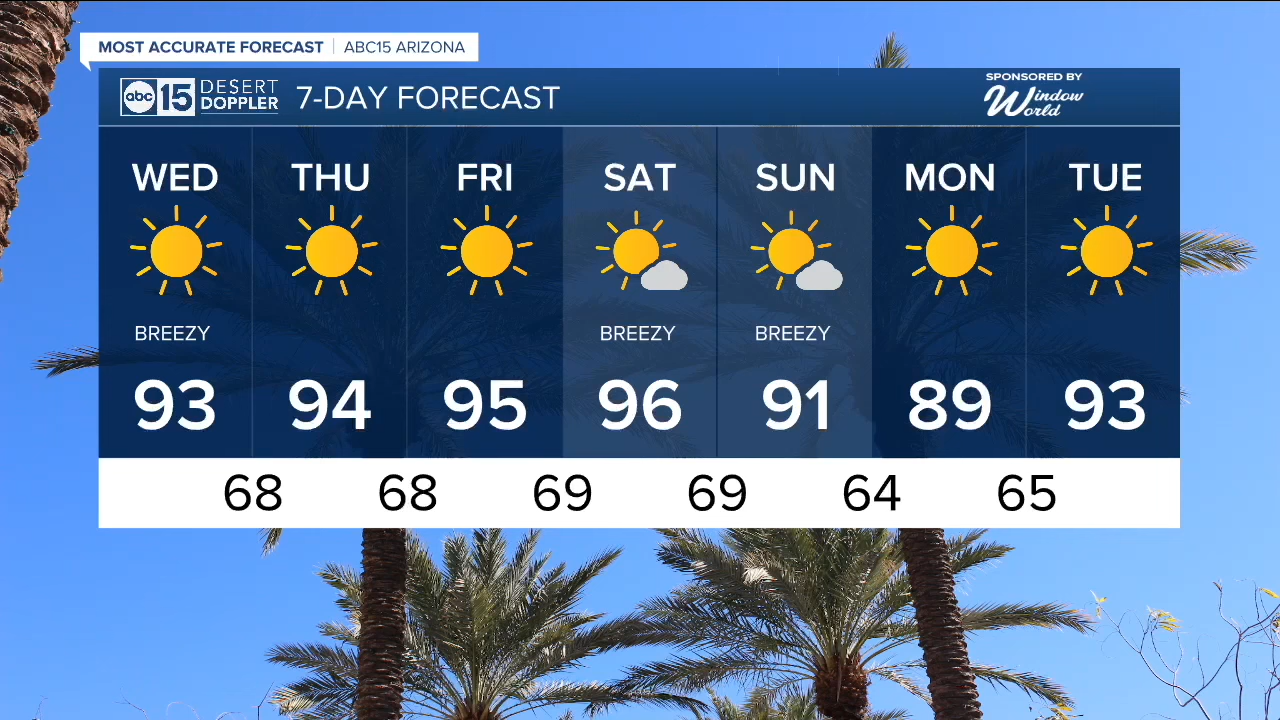 MOST ACCURATE FORECAST | ABC15 ARIZONA
abc 15 DESERT DOPPLER 7-DAY FORECAST
SPONSORED BY
Window World
WED THU FRI SAT SUN MON TUE
BREEZY BREEZY BREEZY
93 94 95 96 91 89 93
68 68 69 69 64 65